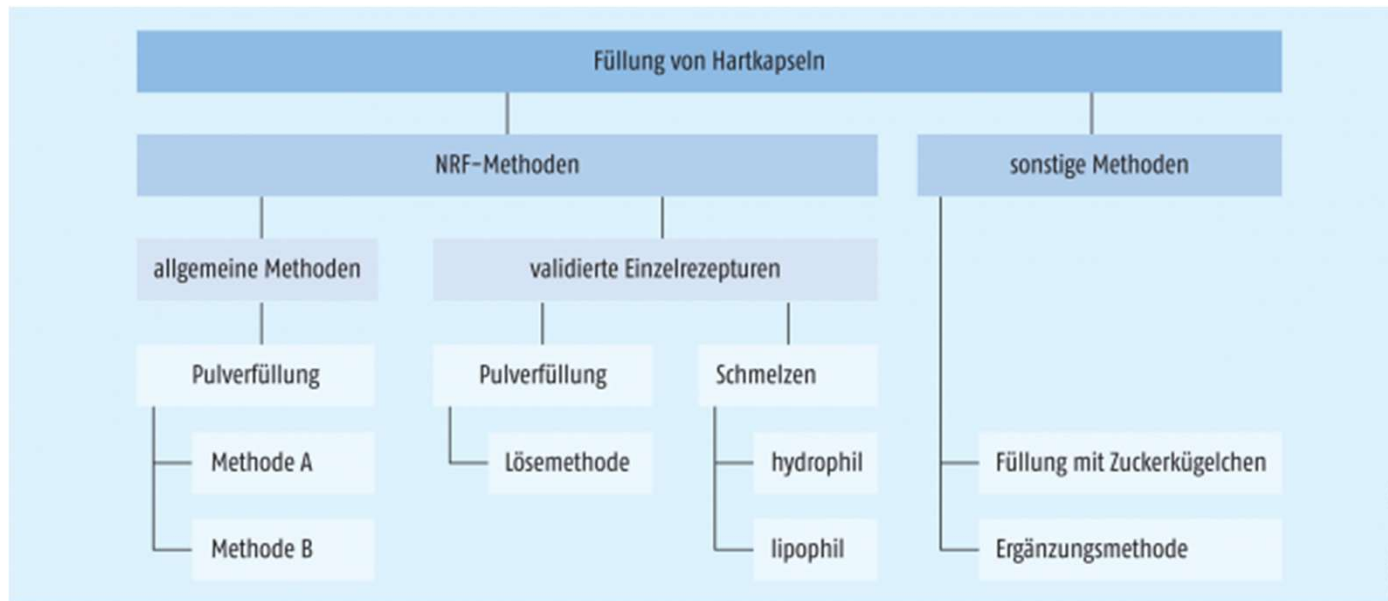 Füllung von Hartkapseln
NRF-Methoden
sonstige Methoden
allgemeine Methoden
validierte Einzelrezepturen
Pulverfüllung
Pulverfüllung
Schmelzen
Methode A
Lösemethode
hydrophil
Füllung mit Zuckerkügelchen
Methode B
lipophil
Ergänzungsmethode